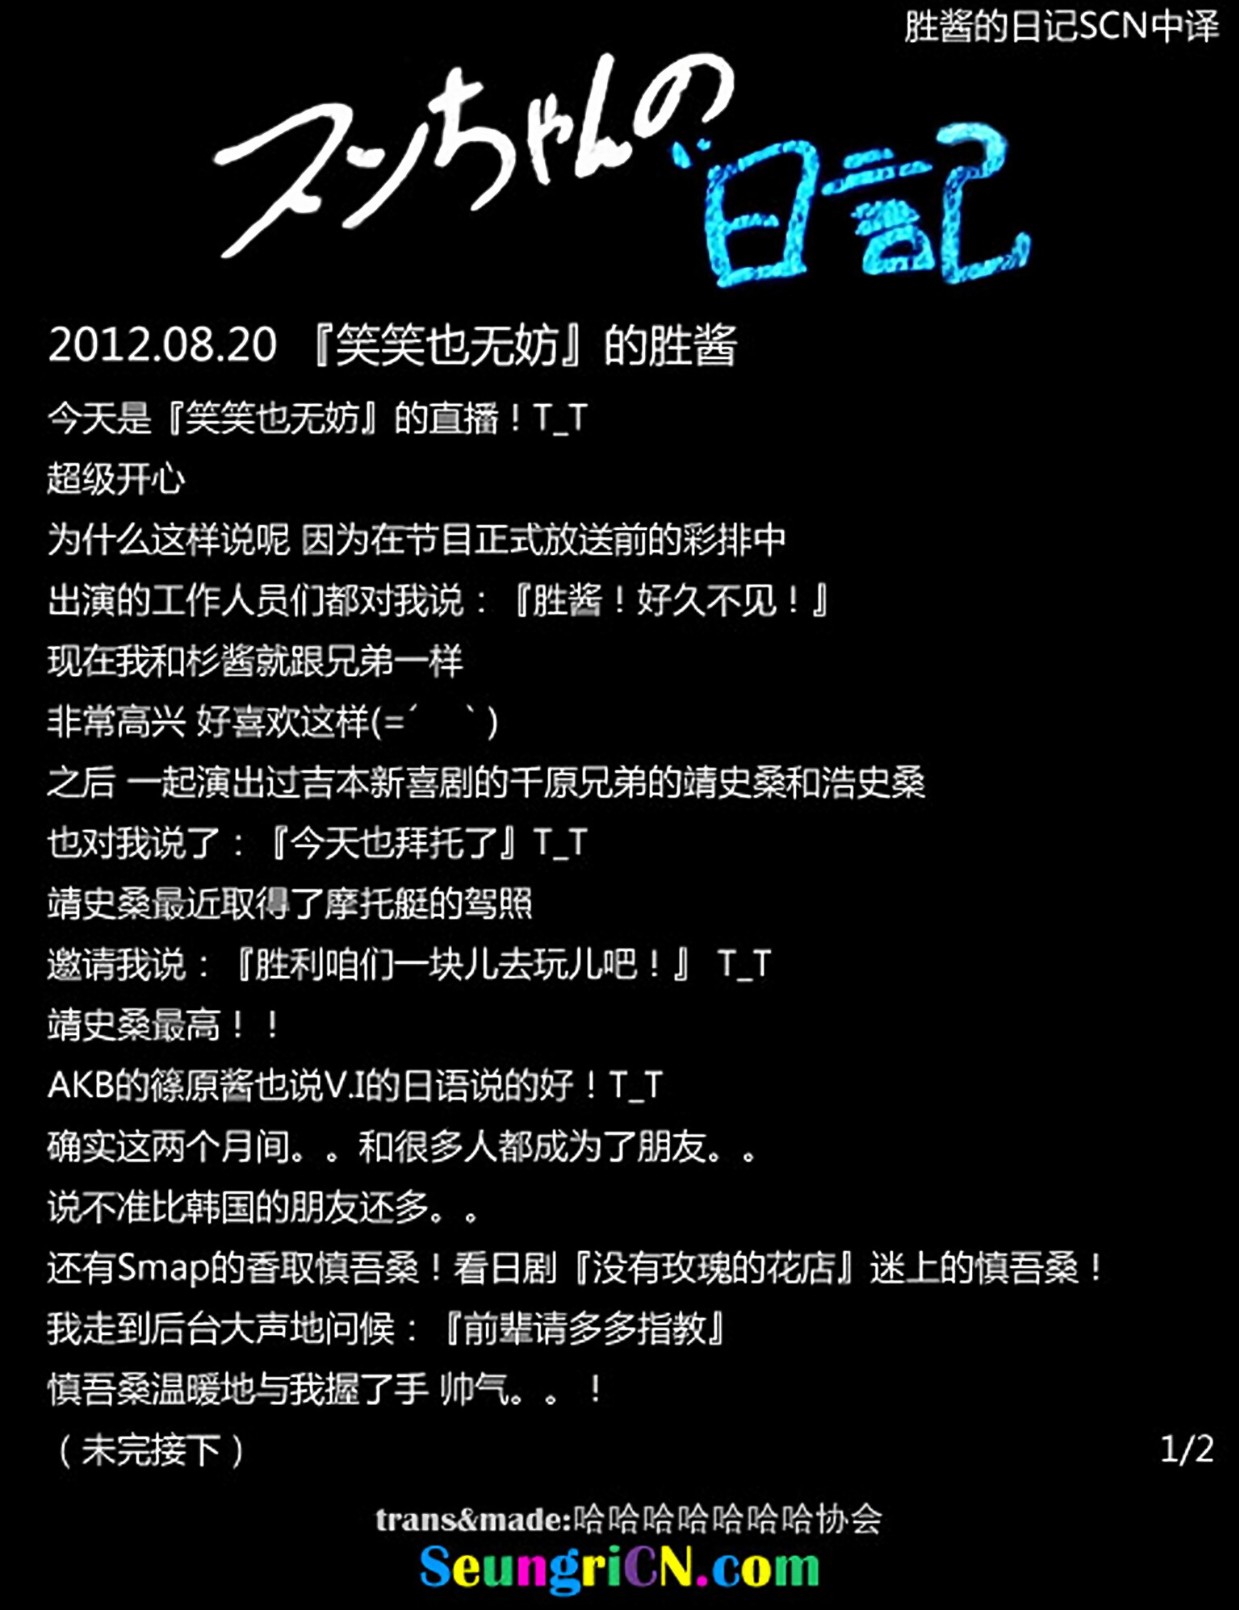 胜酱的日记SCN中译
スンちゃんの
日記
2012.08.20 『笑笑也无妨』的胜酱
今天是『笑笑也无妨』的直播！T_T
超级开心
为什么这样说呢 因为在节目正式放送前的彩排中
出演的工作人员们都对我说：『胜酱！好久不见！』
现在我和杉酱就跟兄弟一样
非常高兴 好喜欢这样(=´　｀)
之后 一起演出过吉本新喜剧的千原兄弟的靖史桑和浩史桑
也对我说了：『今天也拜托了』T_T
靖史桑最近取得了摩托艇的驾照
邀请我说：『胜利咱们一块儿去玩儿吧！』 T_T
靖史桑最高！！
AKB的篠原酱也说V.I的日语说的好！T_T
确实这两个月间。。和很多人都成为了朋友。。
说不准比韩国的朋友还多。。
还有Smap的香取慎吾桑！看日剧『没有玫瑰的花店』迷上的慎吾桑！
我走到后台大声地问候：『前辈请多多指教』
慎吾桑温暖地与我握了手 帅气。。！
（未完接下）
1/2
trans&made:哈哈哈哈哈哈哈协会
SeungriCN.com